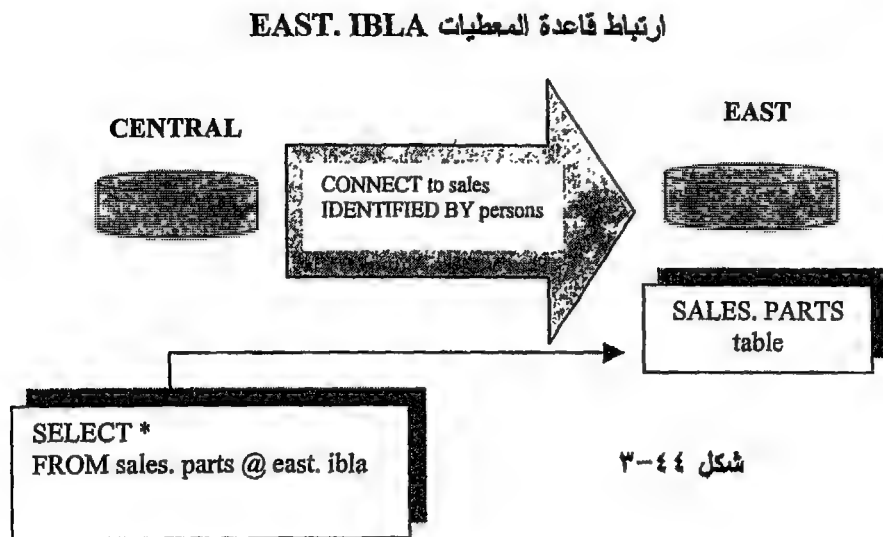 ارتباط قاعدة المعطيات EAST. IBLA
CENTRAL
EAST
CONNECT to sales
IDENTIFIED BY persons
SALES. PARTS
table
SELECT *
FROM sales. parts @ east. ibla
شكل ٤٤-٣